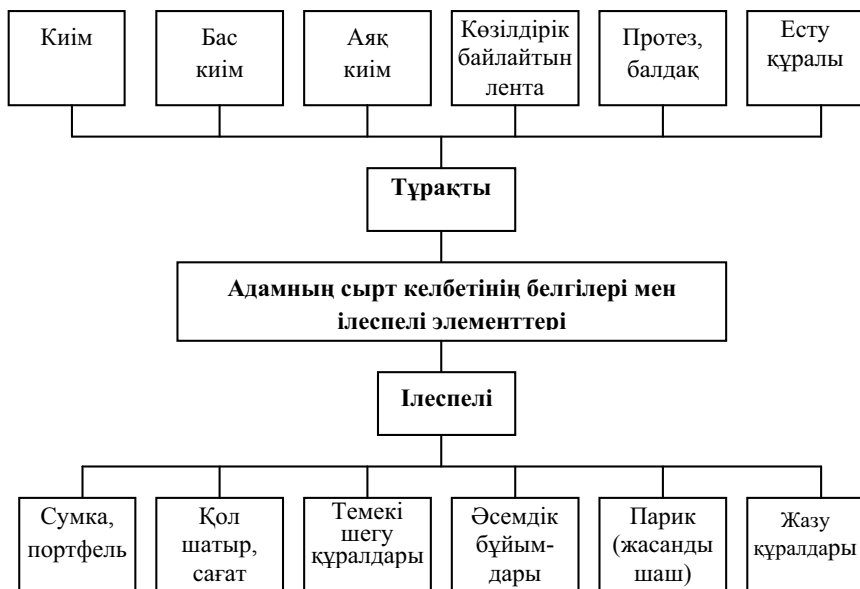 Киім
Бас
киім
Аяқ
киім
Көзілдірік
байлайтын
лента
Протез,
балдақ
Есту
құралы
Тұрақты
Адамның сырт келбетінің белгілері мен
ілеспелі элементтері
Ілеспелі
Сумка,
портфель
Қол
шатыр,
сағат
Темекі
шегу
құралдары
Әсемдік
бұйым-
дары
Парик
(жасанды
шаш)
Жазу
құралдары